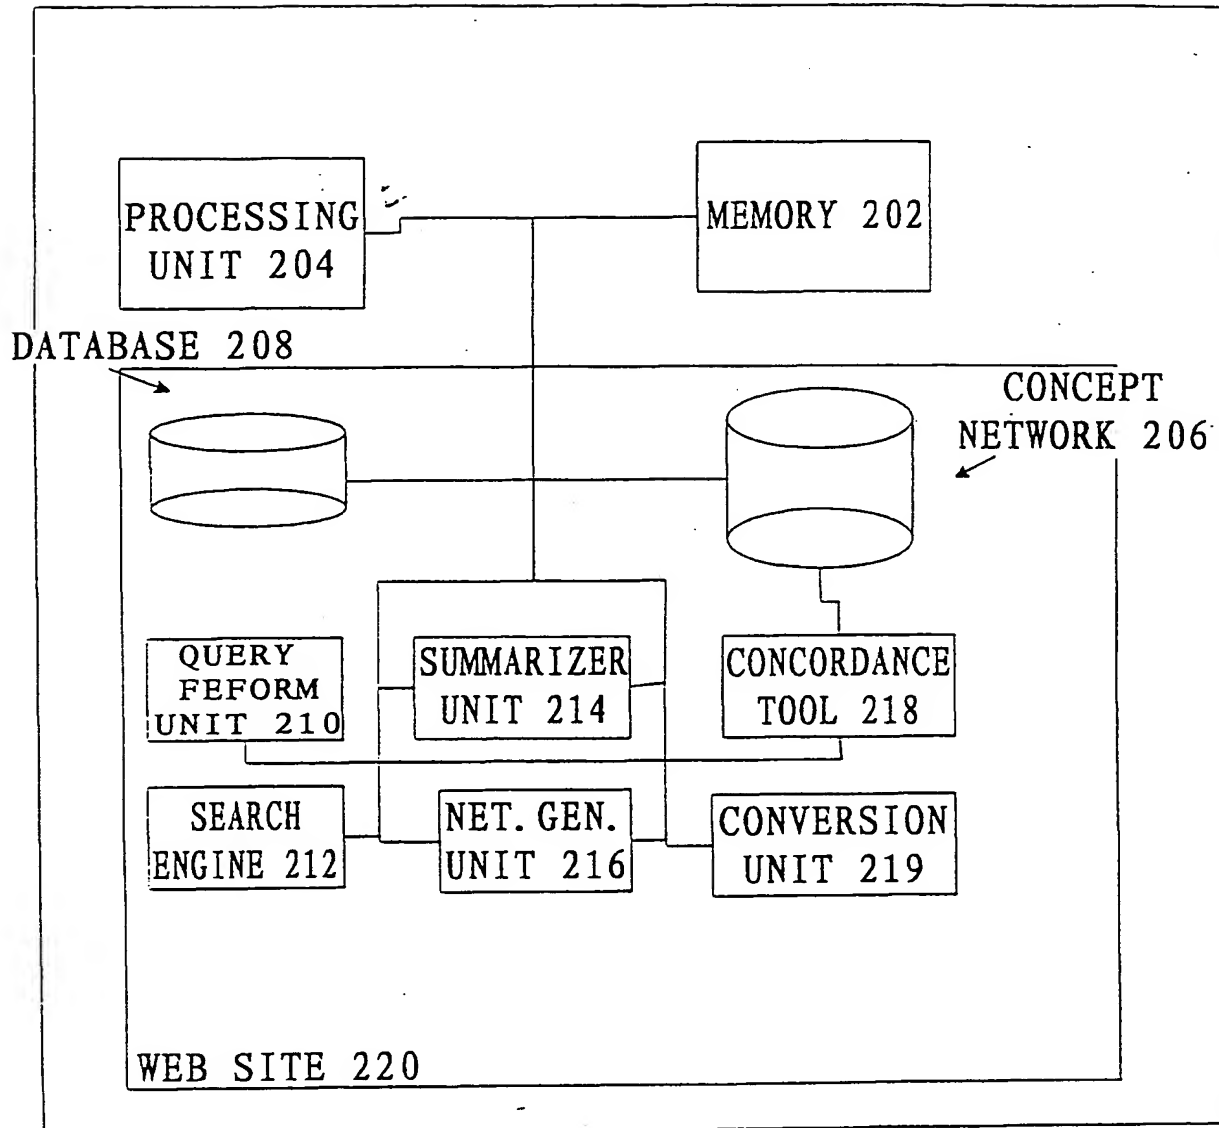 PROCESSING
UNIT 204
MEMORY 202
DATABASE 208
CONCEPT
NETWORK 206
QUERY
FEFORM
UNIT 210
SUMMARIZER
UNIT 214
CONCORDANCE
TOOL 218
SEARCH
ENGINE 212
NET. GEN.
UNIT 216
CONVERSION
UNIT 219
WEB SITE 220